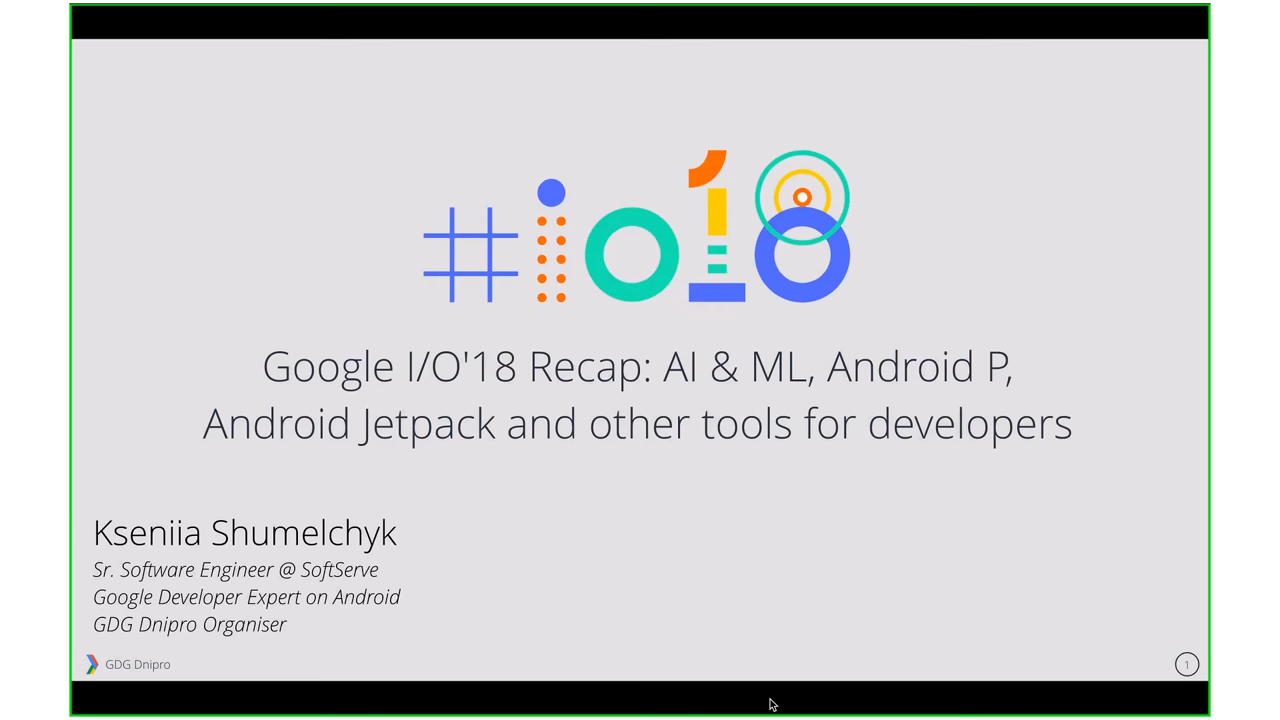 #io18
Google I/O'18 Recap: AI & ML, Android P,
Android Jetpack and other tools for developers
Kseniia Shumelchyk
Sr. Software Engineer @ SoftServe
Google Developer Expert on Android
GDG Dnipro Organiser
GDG Dnipro
1